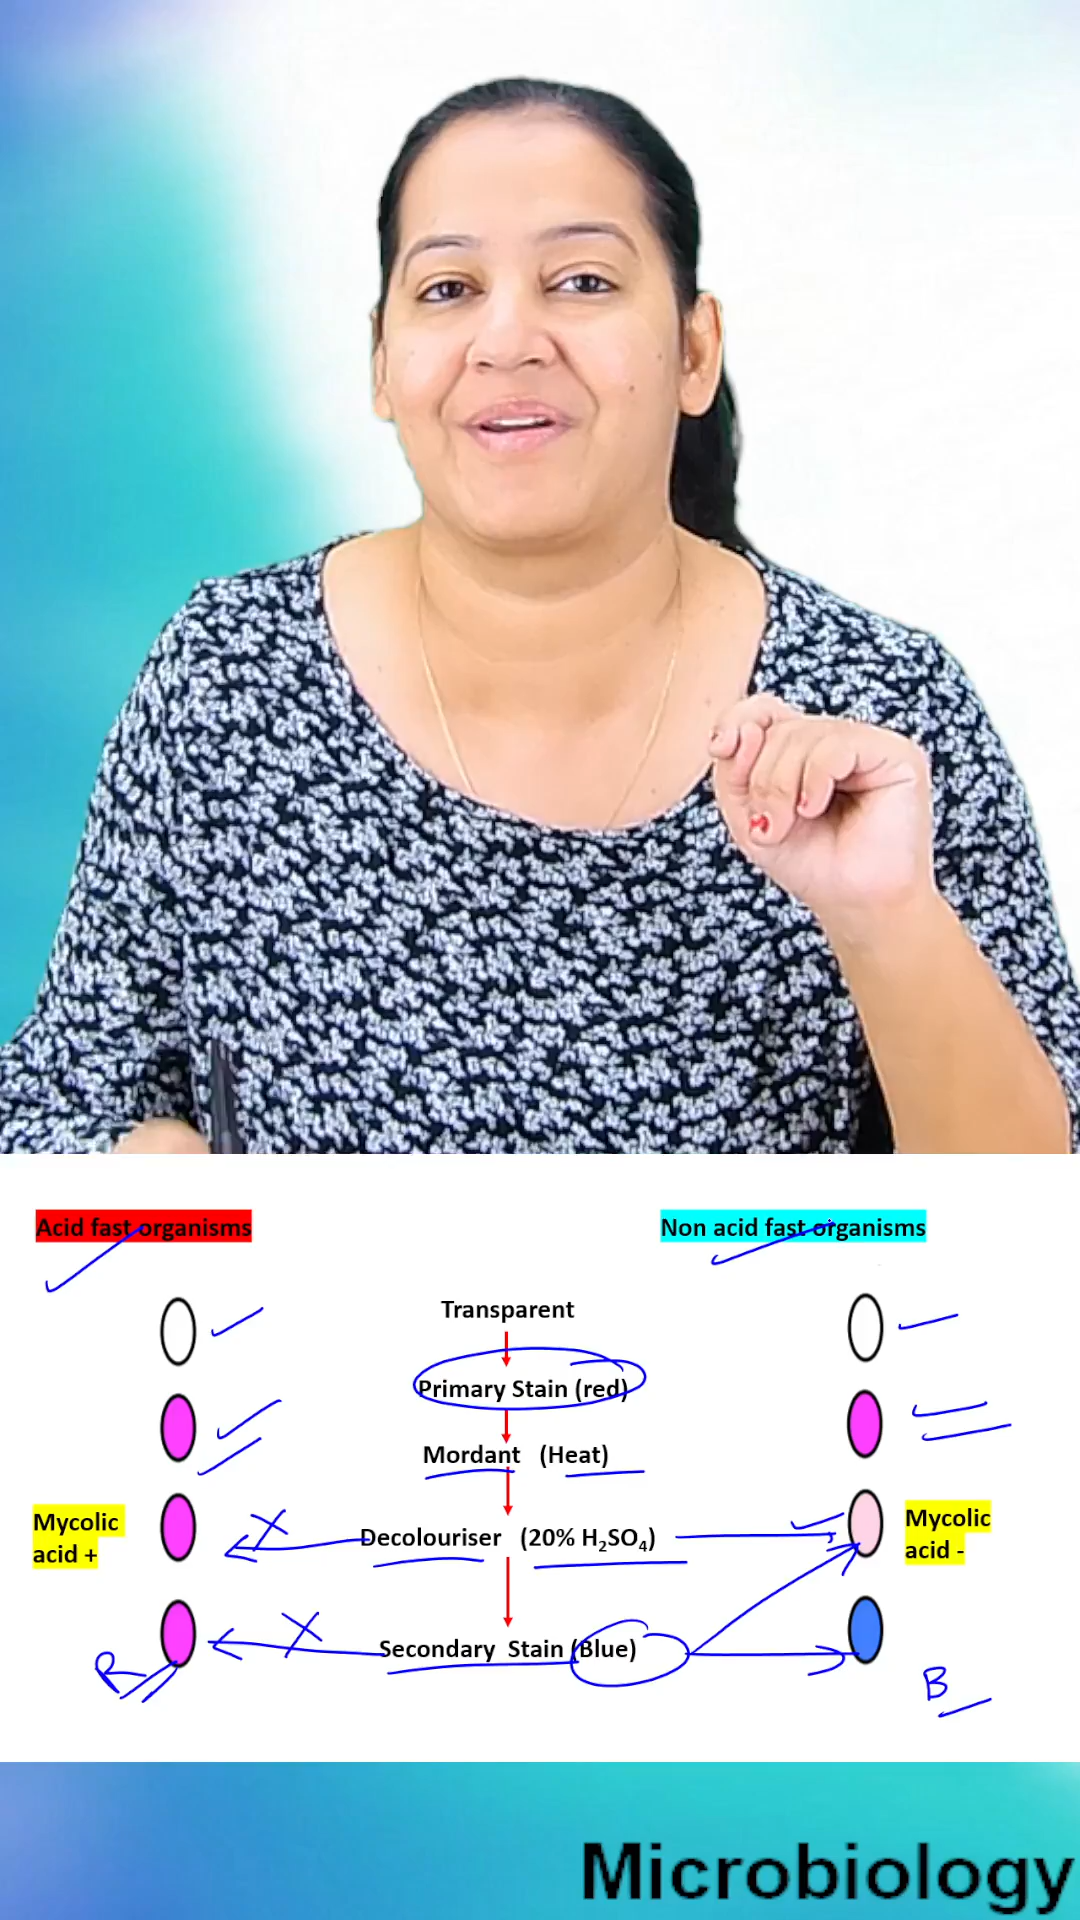 Acid fast organisms
Non acid fast organisms
Transparent
Primary Stain (red)
Mordant (Heat)
Mycolic
acid +
Decolouriser (20% H₂SO₄)
Mycolic
acid -
Secondary Stain (Blue)
R
B
Microbiology